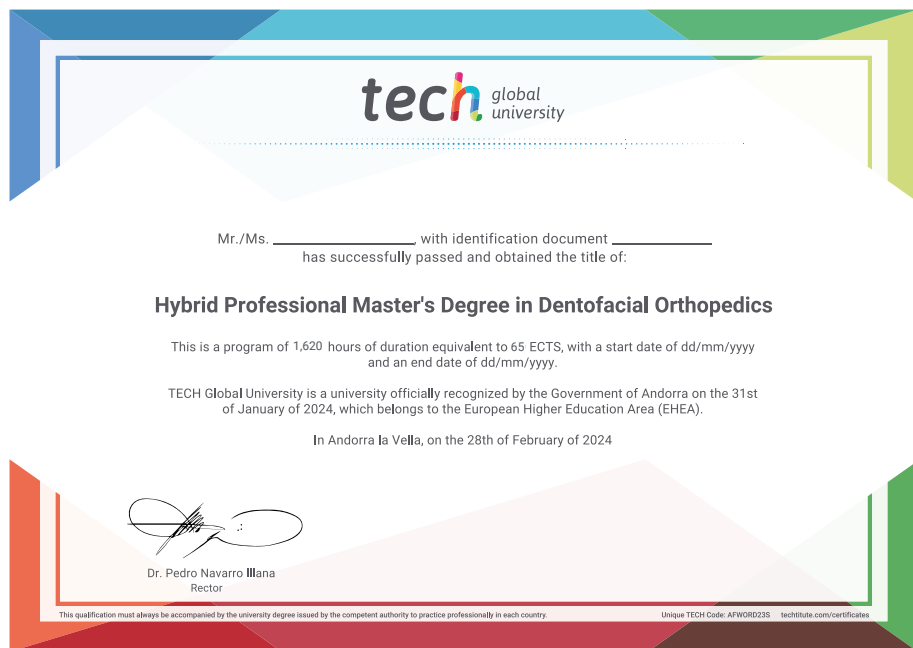 tech global university
Mr./Ms. ________________, with identification document ____________
has successfully passed and obtained the title of:
Hybrid Professional Master's Degree in Dentofacial Orthopedics
This is a program of 1,620 hours of duration equivalent to 65 ECTS, with a start date of dd/mm/yyyy
and an end date of dd/mm/yyyy.
TECH Global University is a university officially recognized by the Government of Andorra on the 31st
of January of 2024, which belongs to the European Higher Education Area (EHEA).
In Andorra la Vella, on the 28th of February of 2024
Dr. Pedro Navarro Illana
Rector
This qualification must always be accompanied by the university degree issued by the competent authority to practice professionally in each country. Unique TECH Code: AFWORD23S techtitute.com/certificates